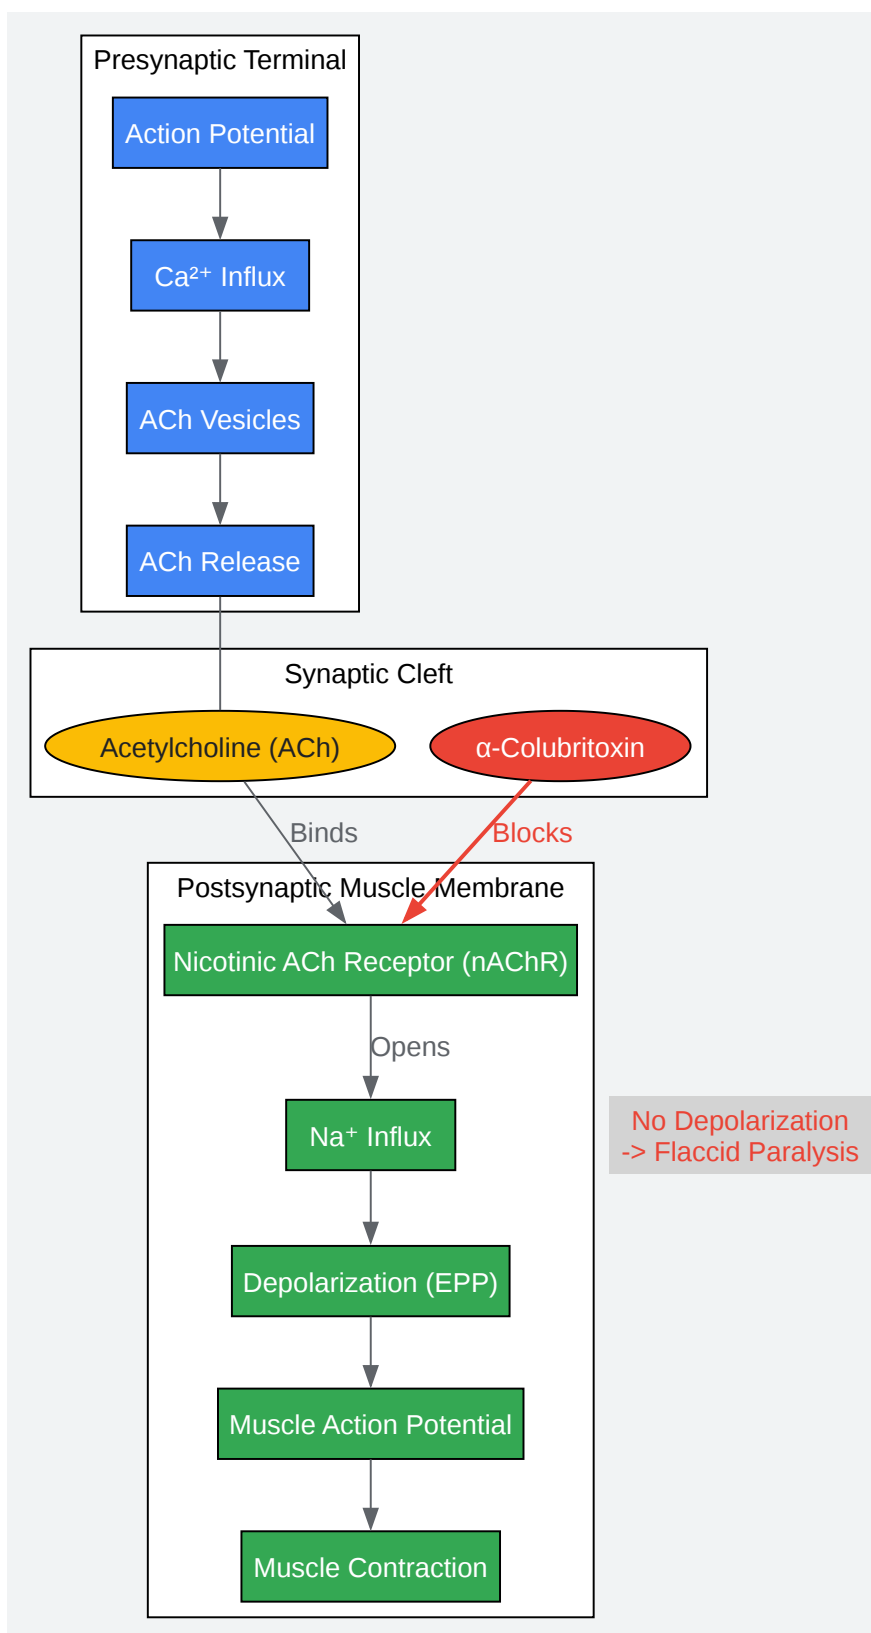 Presynaptic Terminal
Action Potential
Ca²⁺ Influx
ACh Vesicles
ACh Release
Synaptic Cleft
Acetylcholine (ACh)
α-Colubritoxin
Binds
Blocks
Postsynaptic Muscle Membrane
Nicotinic ACh Receptor (nAChR)
Opens
Na⁺ Influx
No Depolarization
-> Flaccid Paralysis
Depolarization (EPP)
Muscle Action Potential
Muscle Contraction